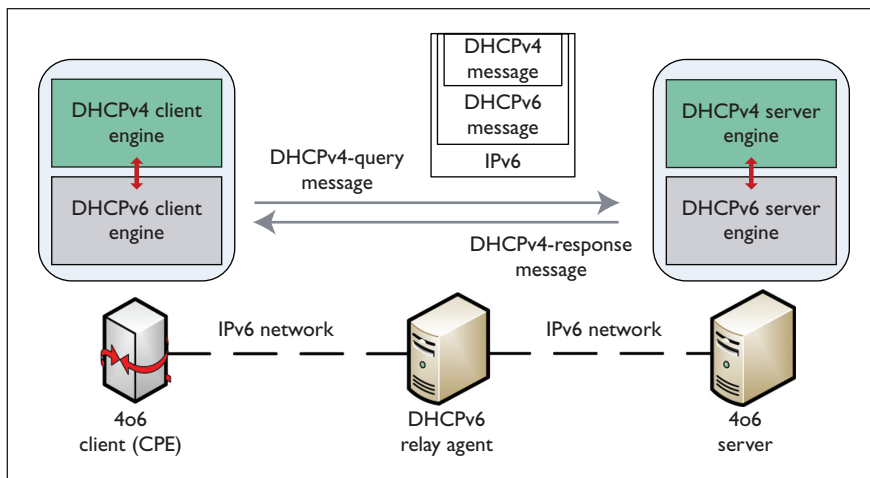 DHCPv4 client
engine
DHCPv6 client
engine
DHCPv4-query
message
DHCPv4
message
DHCPv6
message
IPv6
DHCPv4-response
message
DHCPv4 server
engine
DHCPv6 server
engine
IPv6 network
IPv6 network
4o6
client (CPE)
DHCPv6
relay agent
4o6
server